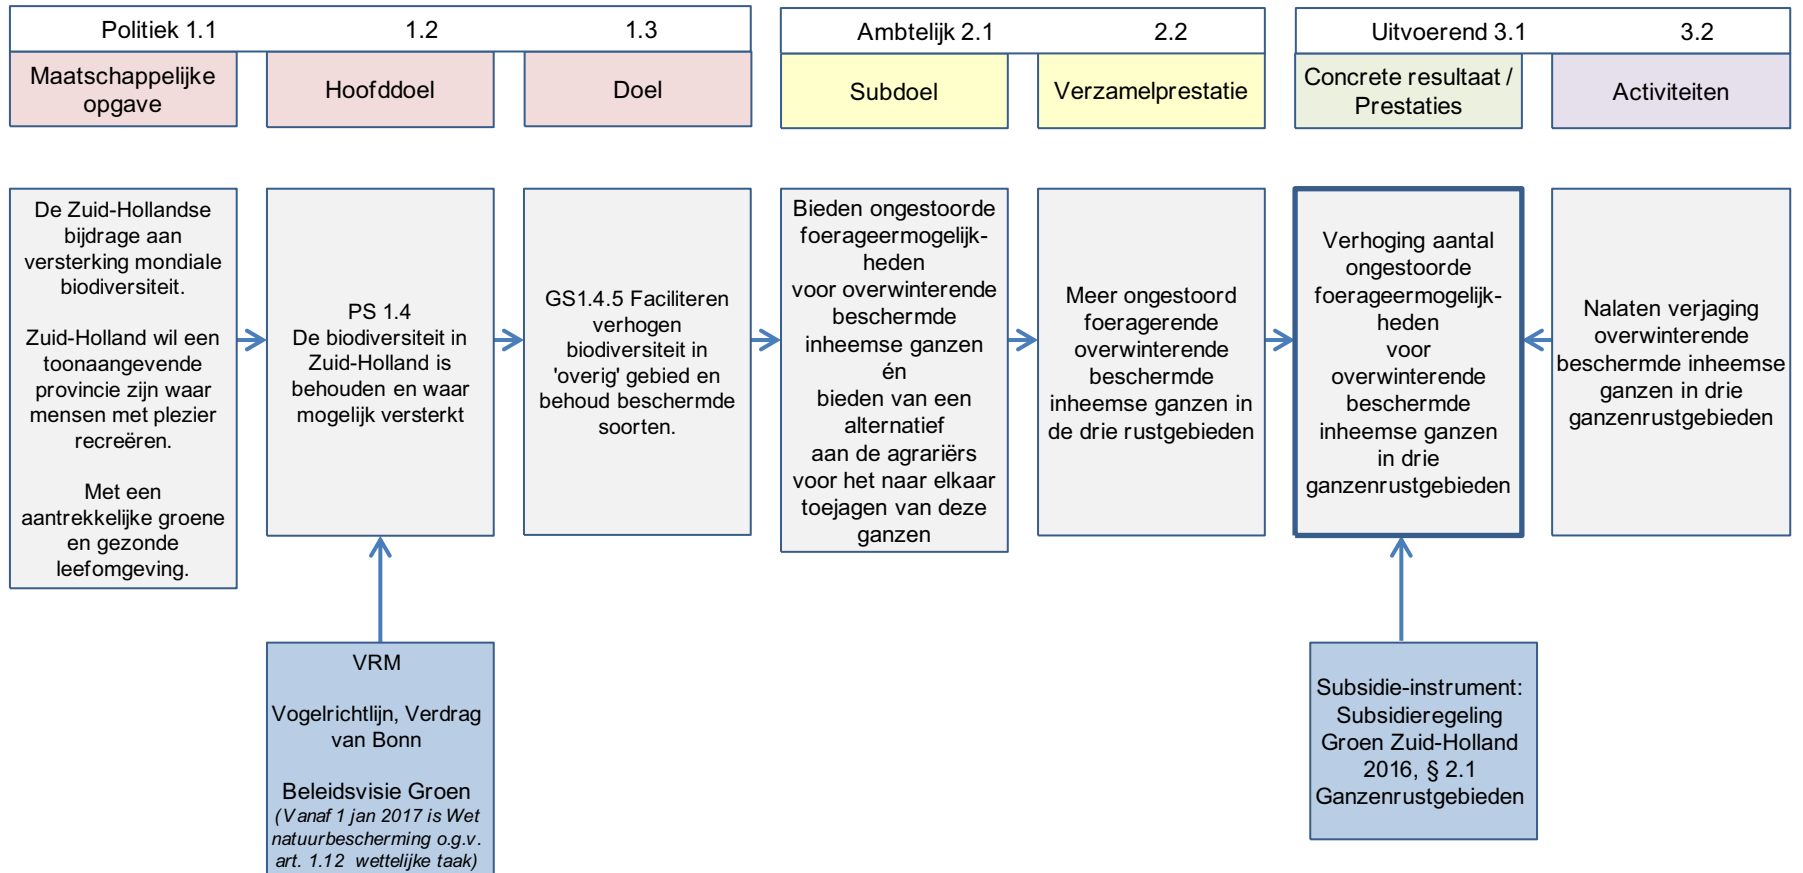 Politiek 1.1
1.2
1.3
Ambtelijk 2.1
2.2
Uitvoerend 3.1
3.2
Maatschappelijke
opgave
Hoofddoel
Doel
Subdoel
Verzamelprestatie
Concrete resultaat /
Prestaties
Activiteiten
De Zuid-Hollandse
bijdrage aan
versterking mondiale
biodiversiteit.
Zuid-Holland wil een
toonaangevende
provincie zijn waar
mensen met plezier
recreëren.
Met een
aantrekkelijke groene
en gezonde
leefomgeving.
PS 1.4
De biodiversiteit in
Zuid-Holland is
behouden en waar
mogelijk versterkt
GS1.4.5 Faciliteren
verhogen
biodiversiteit in
'overig' gebied en
behoud beschermde
soorten.
Bieden ongestoorde
foerageermogelijk-
heden
voor overwinterende
beschermde
inheemse ganzen
én
bieden van een
alternatief
aan de agrariërs
voor het naar elkaar
toejagen van deze
ganzen
Meer ongestoord
foeragerende
overwinterende
beschermde
inheemse ganzen in
de drie rustgebieden
Verhoging aantal
ongestoorde
foerageermogelijk-
heden
voor
overwinterende
beschermde
inheemse ganzen
in drie
ganzenrustgebieden
Nalaten verjaging
overwinterende
beschermde inheemse
ganzen in drie
ganzenrustgebieden
VRM
Vogelrichtlijn, Verdrag
van Bonn
Beleidsvisie Groen
(Vanaf 1 jan 2017 is Wet
natuurbescherming o.g.v.
art. 1.12 wettelijke taak)
Subsidie-instrument:
Subsidieregeling
Groen Zuid-Holland
2016, § 2.1
Ganzenrustgebieden